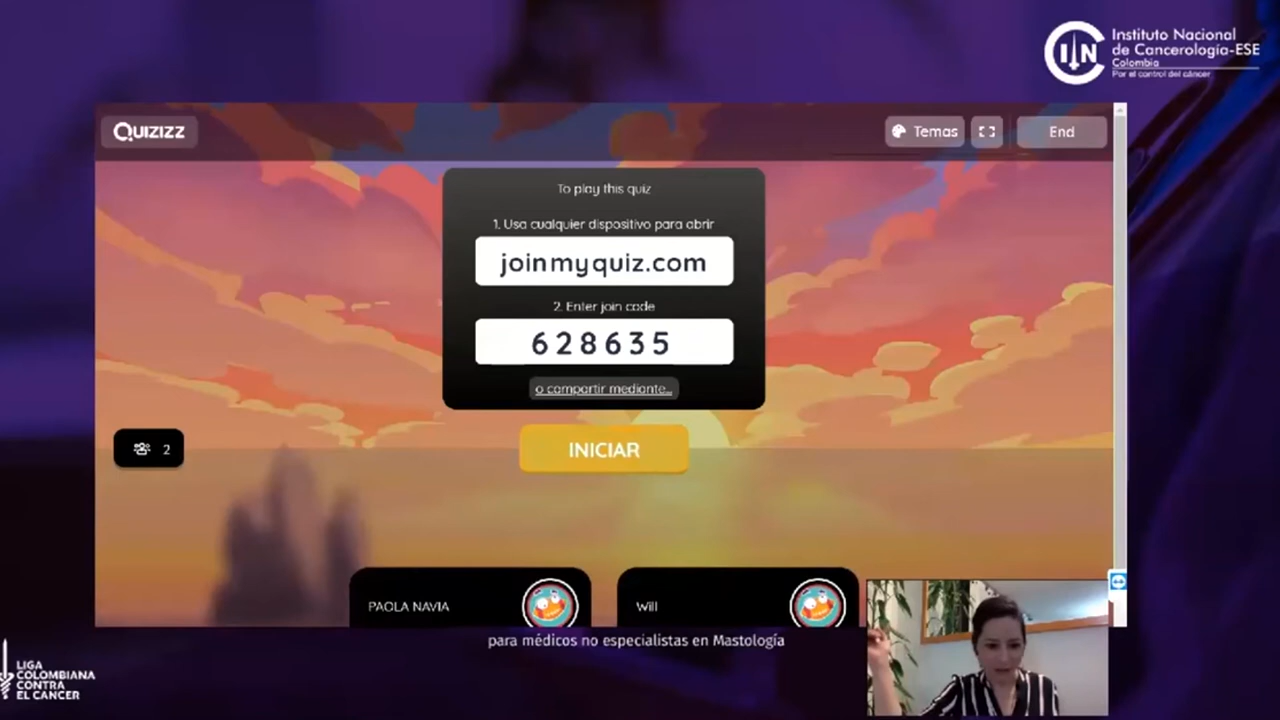 Instituto Nacional
de Cancerología-ESE
Colombia
Por el control del cáncer
Quizizz
Temas
End
To play this quiz
1. Usa cualquier dispositivo para abrir
joinmyquiz.com
2. Enter join code
628635
o compartir mediante...
INICIAR
2
PAOLA NAVIA
Will
para médicos no especialistas en Mastología
LIGA
COLOMBIANA
CONTRA
EL CANCER